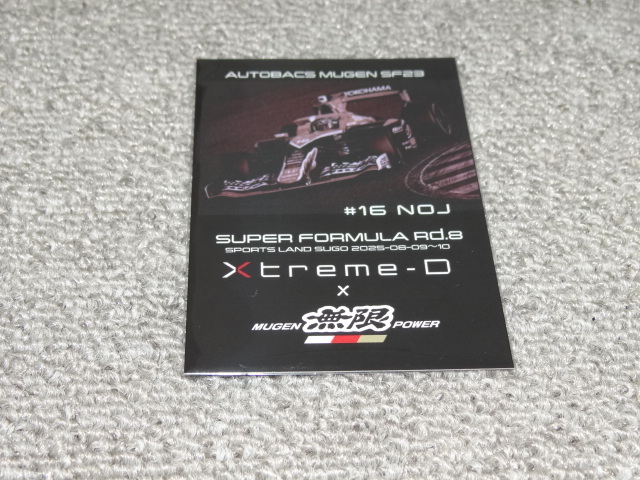 AUTOBACS MUGEN SF23
YOKOHAMA
#16 NOJ
SUPER FORMULA Rd.8
SPORTS LAND SUGO 2025-08-09~10
Xtreme-D
x
MUGEN 無限 POWER